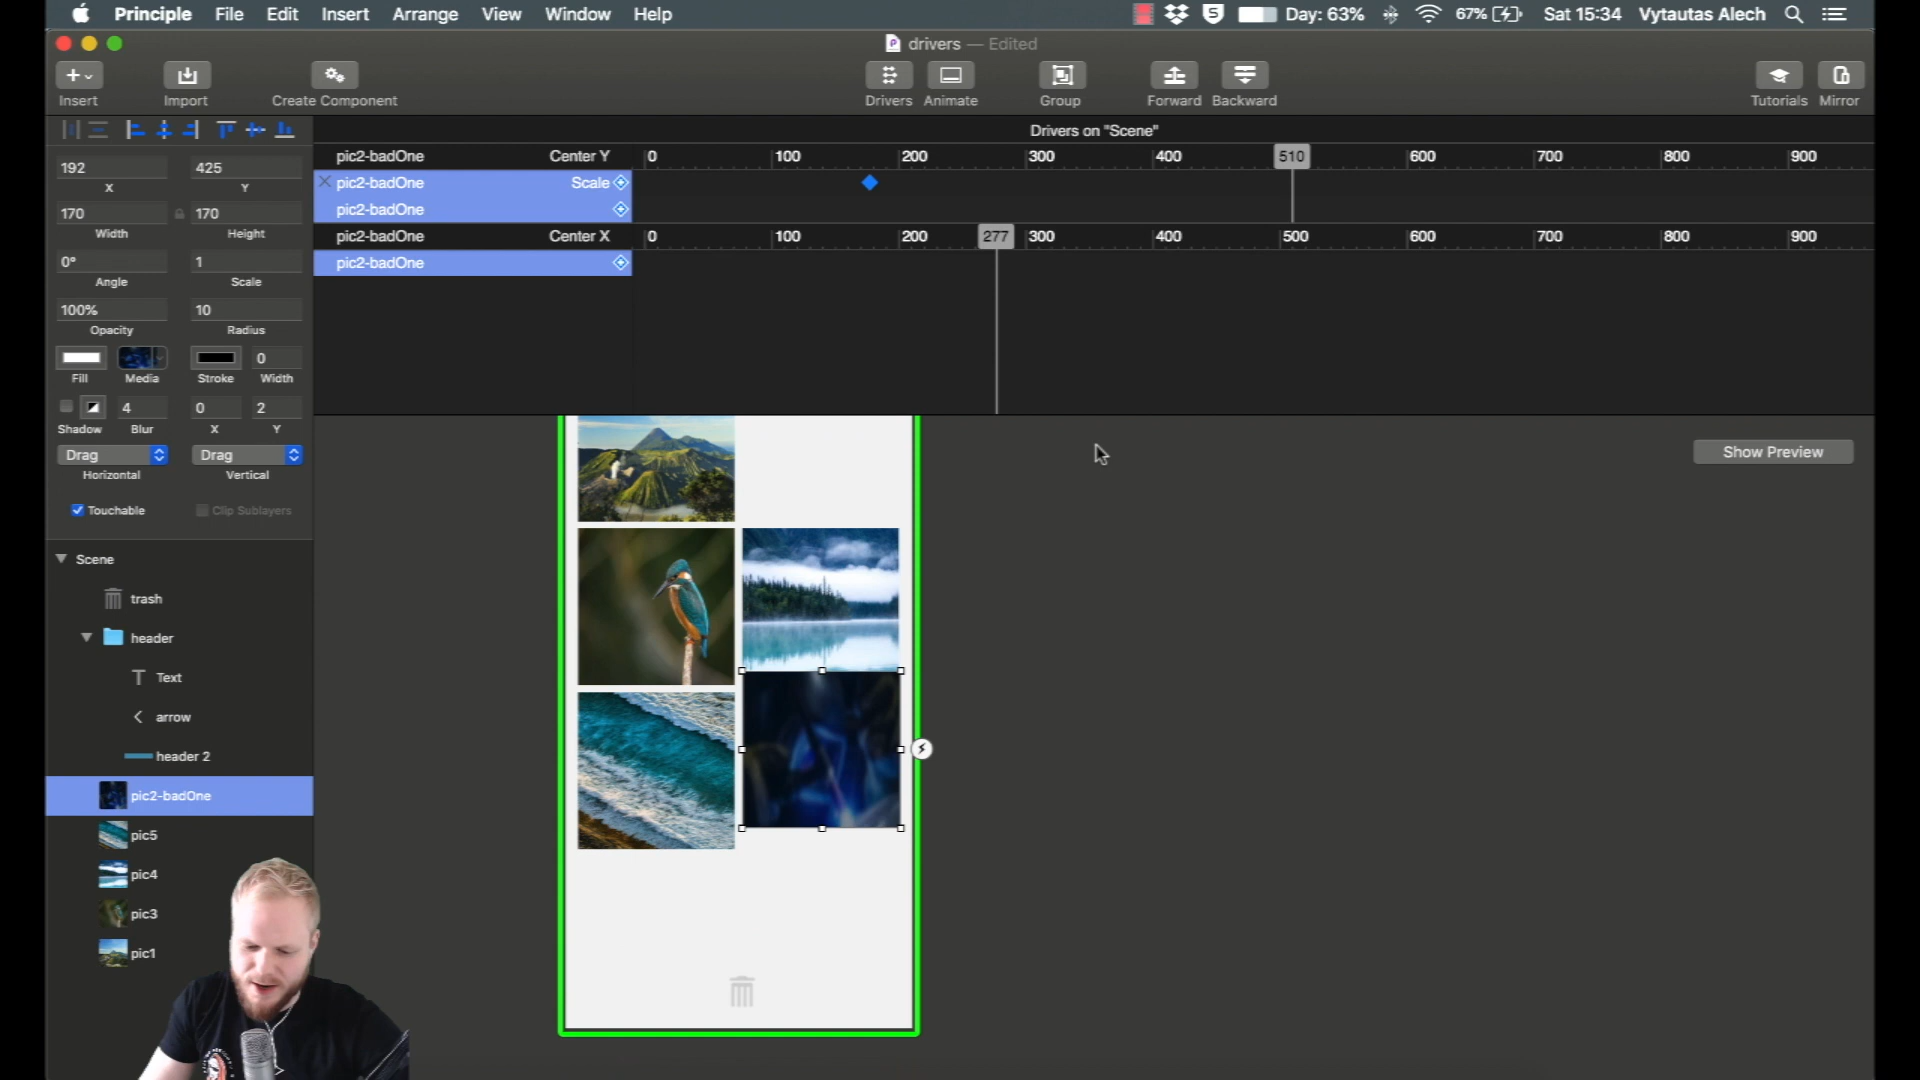 Principle File Edit Insert Arrange View Window Help
Day: 63% 67% Sat 15:34 Vytautas Alech
drivers — Edited
Insert Import Create Component Drivers Animate Group Forward Backward Tutorials Mirror
Drivers on "Scene"
192 425
X Y
170 170
Width Height
0° 1
Angle Scale
100% 10
Opacity Radius
0
Fill Media Stroke Width
4 0 2
Shadow Blur X Y
Drag Drag
Horizontal Vertical
Touchable Clip Sublayers
pic2-badOne Center Y 0 100 200 300 400 510 600 700 800 900
pic2-badOne Scale
pic2-badOne
pic2-badOne Center X 0 100 200 277 300 400 500 600 700 800 900
pic2-badOne
Show Preview
Scene
trash
header
Text
arrow
header 2
pic2-badOne
pic5
pic4
pic3
pic1